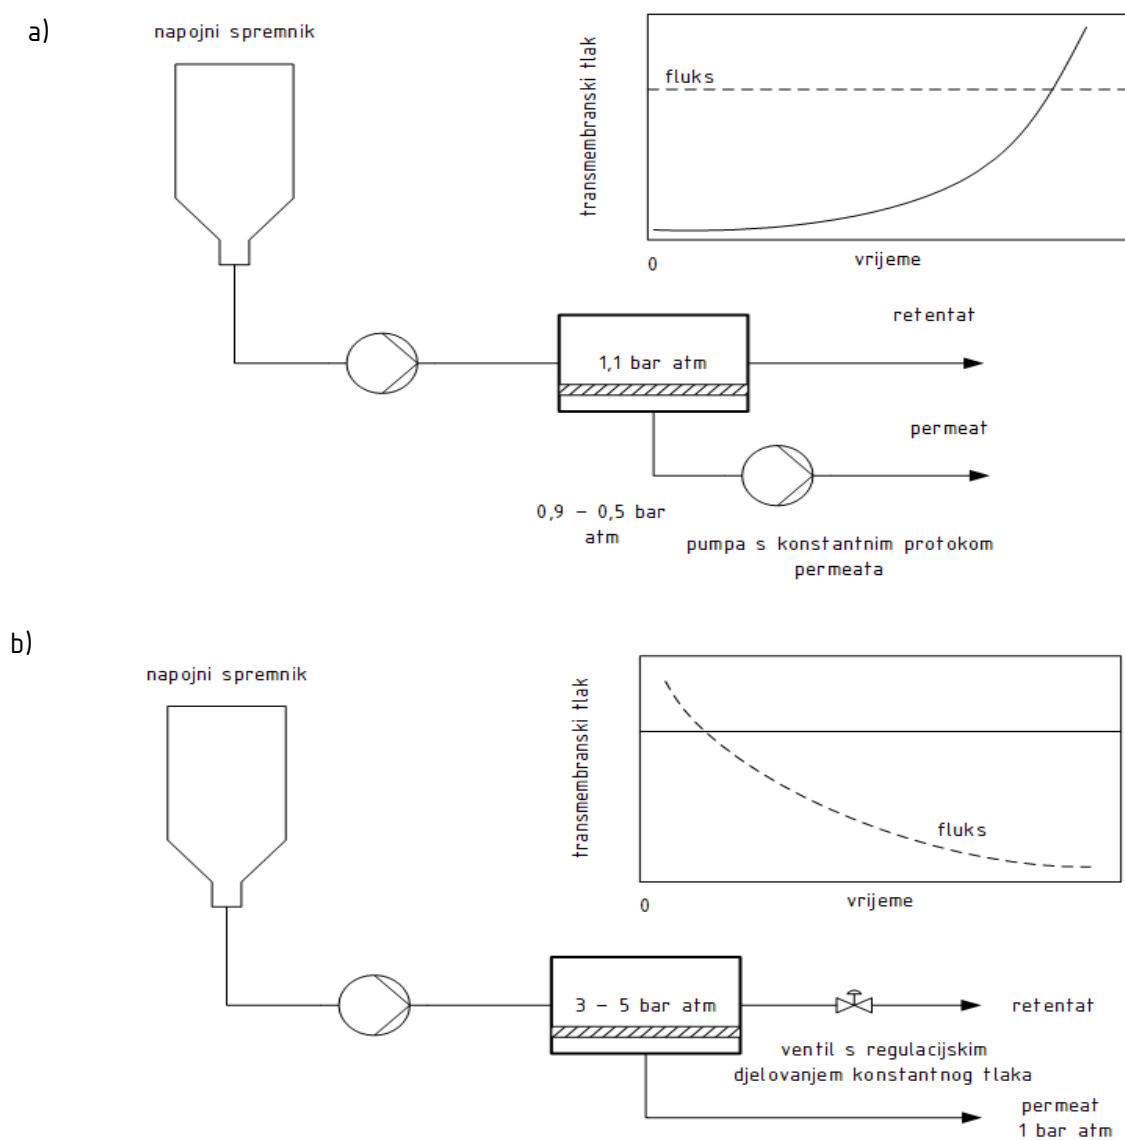 a)
napojni spremnik
transmembranski tlak
fluks
0
vrijeme
retentat
1,1 bar atm
permeat
0,9 – 0,5 bar
atm
pumpa s konstantnim protokom
permeata
b)
napojni spremnik
transmembranski tlak
fluks
0
vrijeme
3 – 5 bar atm
retentat
ventil s regulacijskim
djelovanjem konstantnog tlaka
permeat
1 bar atm